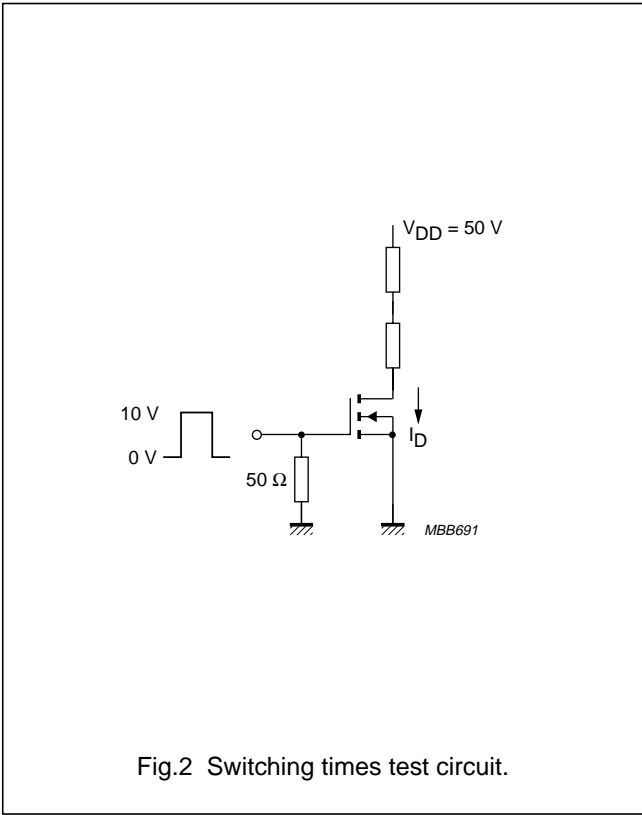 VDD = 50 V
10 V
0 V
ID
50 Ω
MBB691
Fig.2 Switching times test circuit.